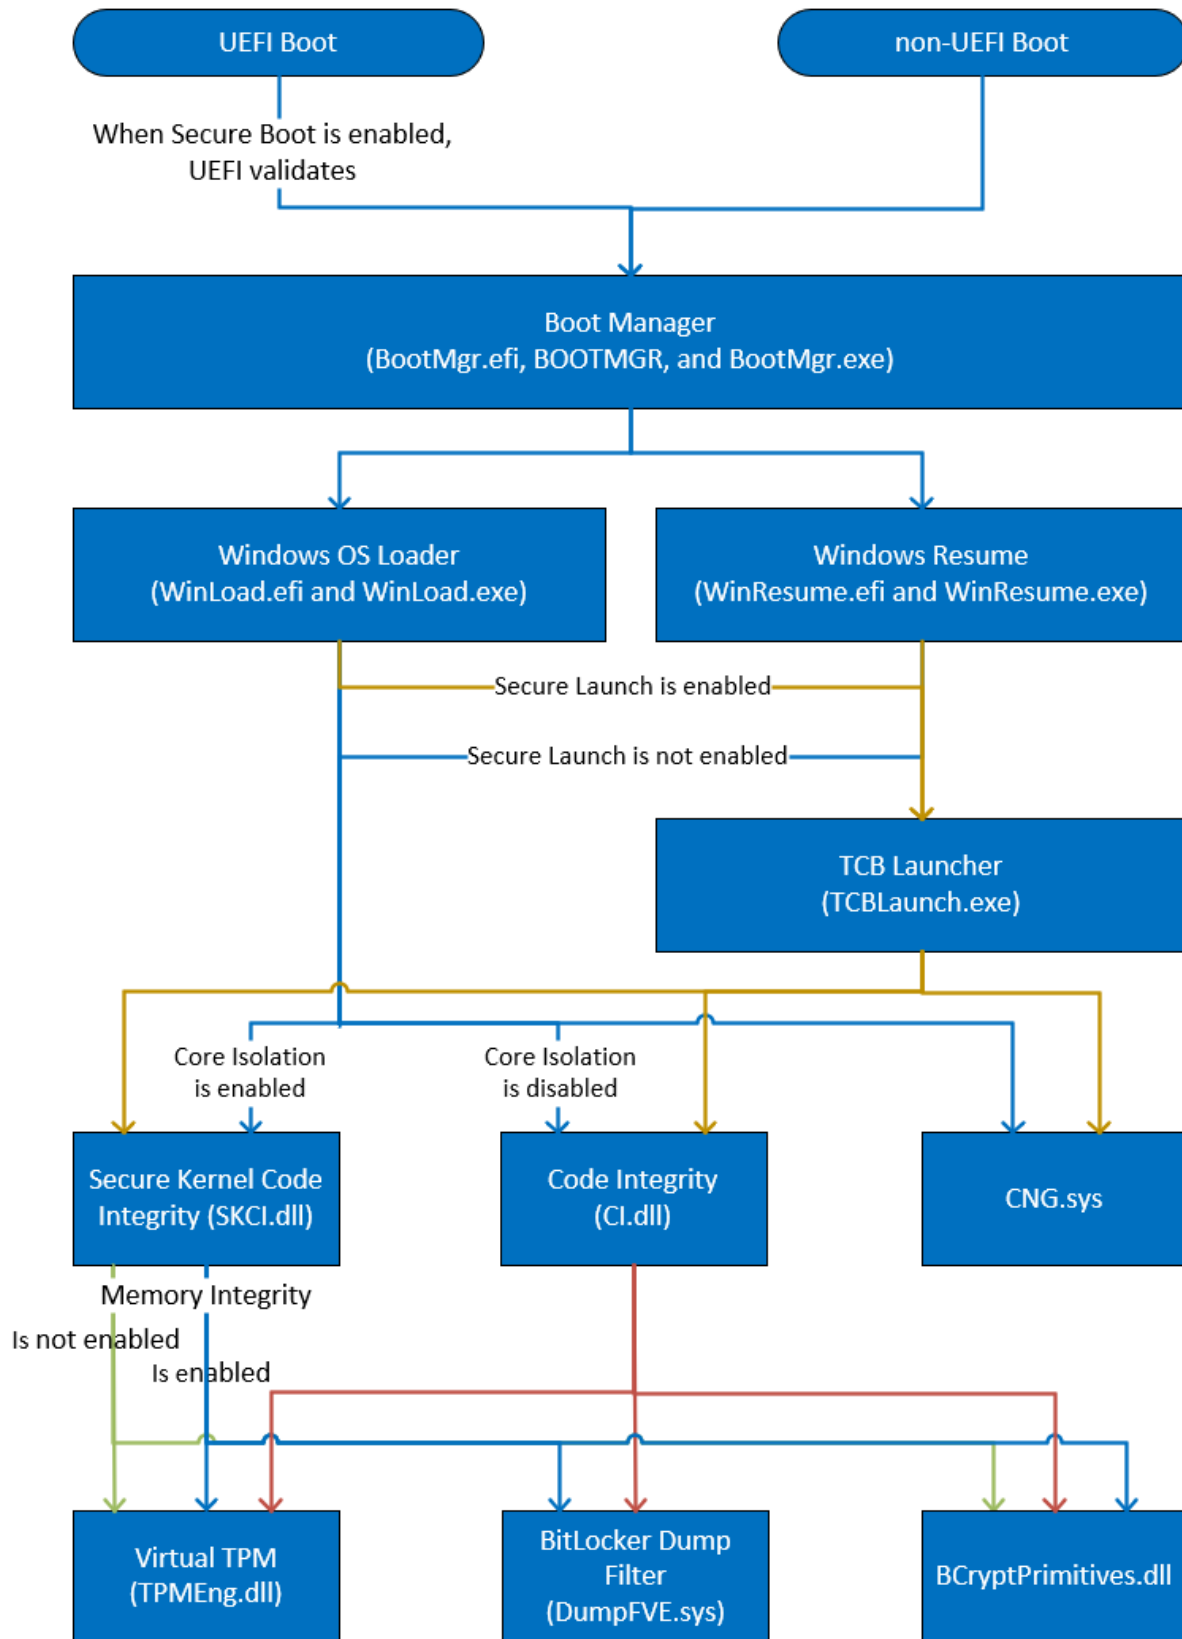 UEFI Boot
non-UEFI Boot
When Secure Boot is enabled,
UEFI validates
Boot Manager
(BootMgr.efi, BOOTMGR, and BootMgr.exe)
Windows OS Loader
(WinLoad.efi and WinLoad.exe)
Windows Resume
(WinResume.efi and WinResume.exe)
Secure Launch is enabled
Secure Launch is not enabled
TCB Launcher
(TCBLaunch.exe)
Core Isolation
is enabled
Core Isolation
is disabled
Secure Kernel Code
Integrity (SKCI.dll)
Code Integrity
(CI.dll)
CNG.sys
Memory Integrity
Is not enabled
Is enabled
Virtual TPM
(TPMEng.dll)
BitLocker Dump
Filter
(DumpFVE.sys)
BCryptPrimitives.dll